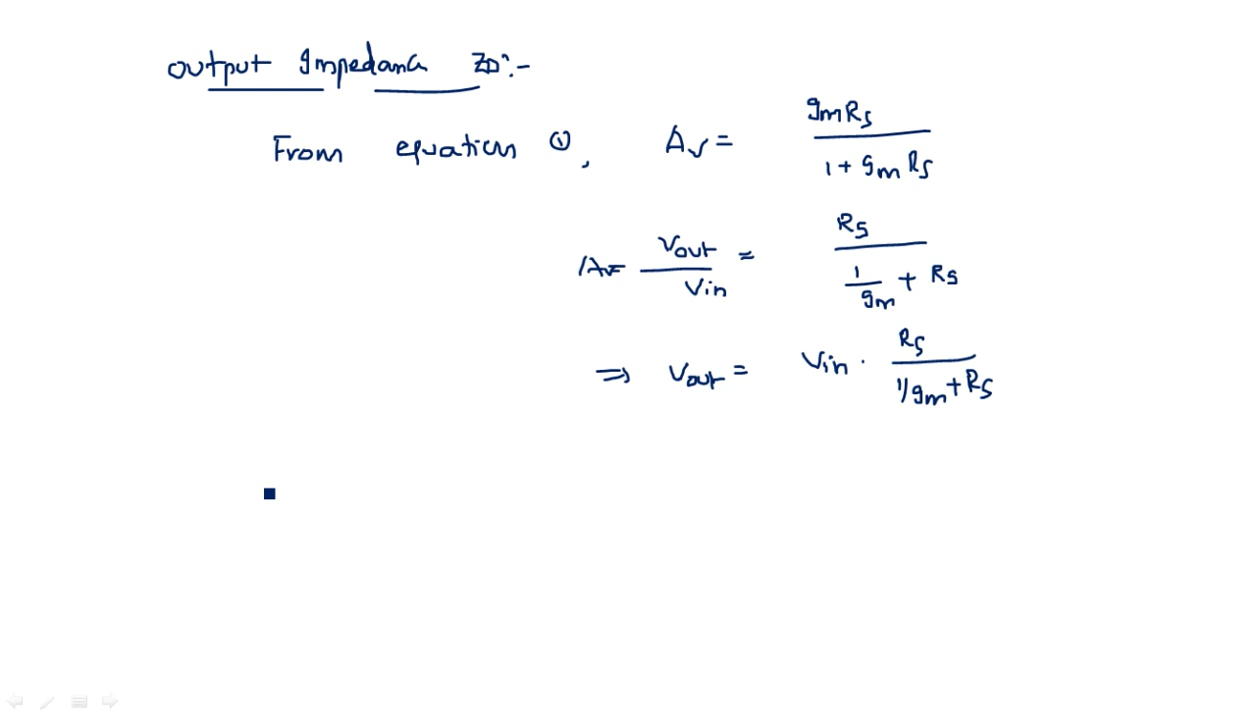 Output Impedance Zo:-
From equation ①, Av = gmRs / 1 + gmRs
Av = Vout / Vin = Rs / 1/gm + Rs
⇒ Vout = Vin · Rs / 1/gm + Rs